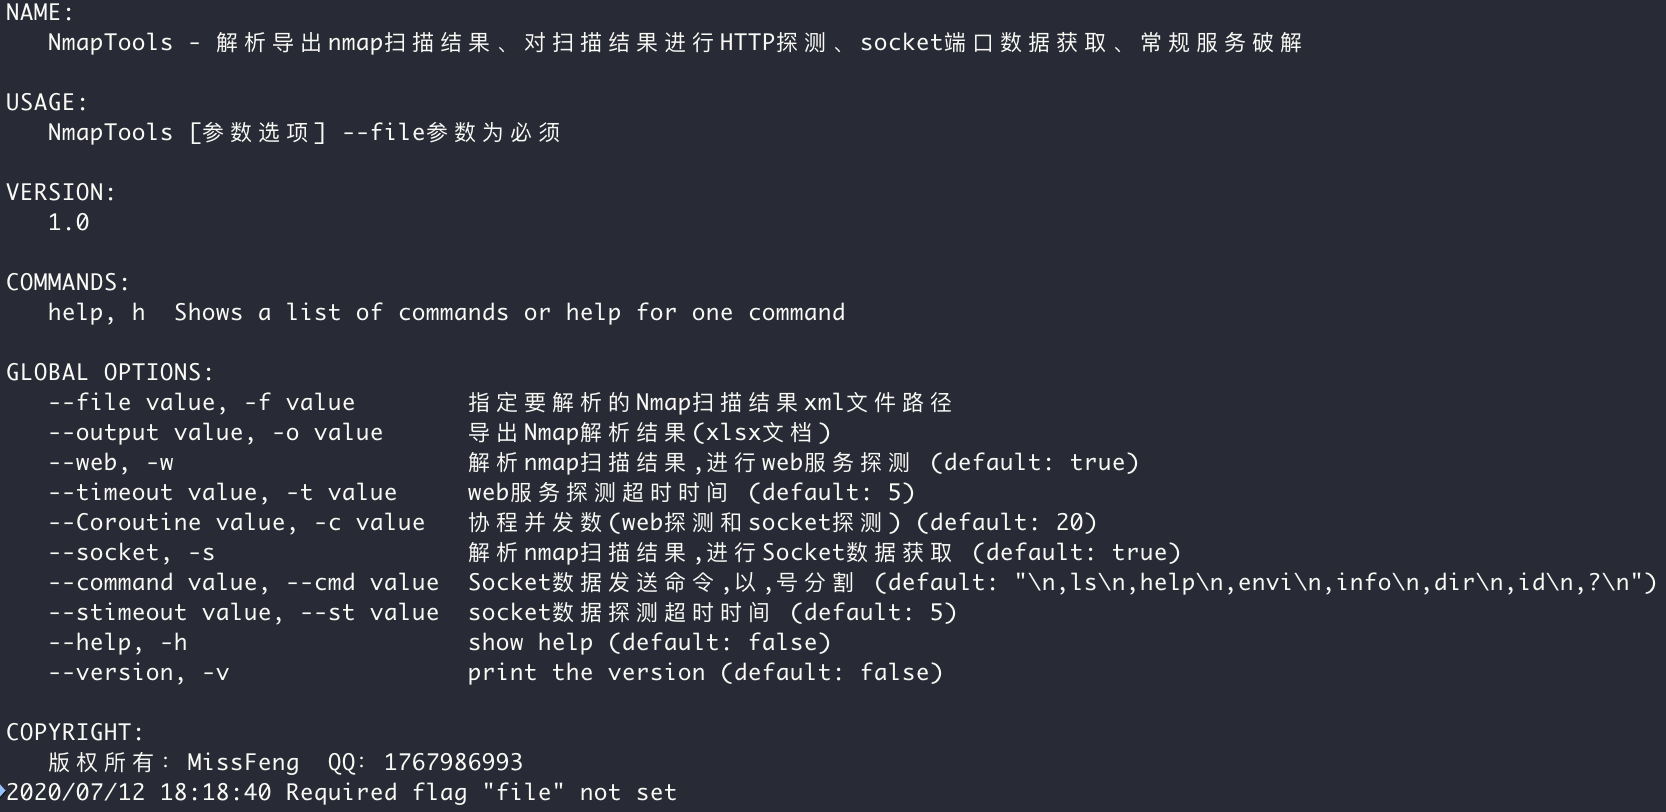 NAME:
NmapTools - 解析导出nmap扫描结果、对扫描结果进行HTTP探测、socket端口数据获取、常规服务破解
USAGE:
NmapTools [参数选项] --file参数为必须
VERSION:
1.0
COMMANDS:
help, h  Shows a list of commands or help for one command
GLOBAL OPTIONS:
--file value, -f value        指定要解析的Nmap扫描结果xml文件路径
--output value, -o value      导出Nmap解析结果(xlsx文档)
--web, -w                     解析nmap扫描结果,进行web服务探测 (default: true)
--timeout value, -t value     web服务探测超时时间 (default: 5)
--Coroutine value, -c value   协程并发数(web探测和socket探测) (default: 20)
--socket, -s                  解析nmap扫描结果,进行Socket数据获取 (default: true)
--command value, --cmd value  Socket数据发送命令,以,号分割 (default: "\n,ls\n,help\n,envi\n,info\n,dir\n,id\n,?\n")
--stimeout value, --st value  socket数据探测超时时间 (default: 5)
--help, -h                    show help (default: false)
--version, -v                 print the version (default: false)
COPYRIGHT:
版权所有：MissFeng  QQ：1767986993
2020/07/12 18:18:40 Required flag "file" not set